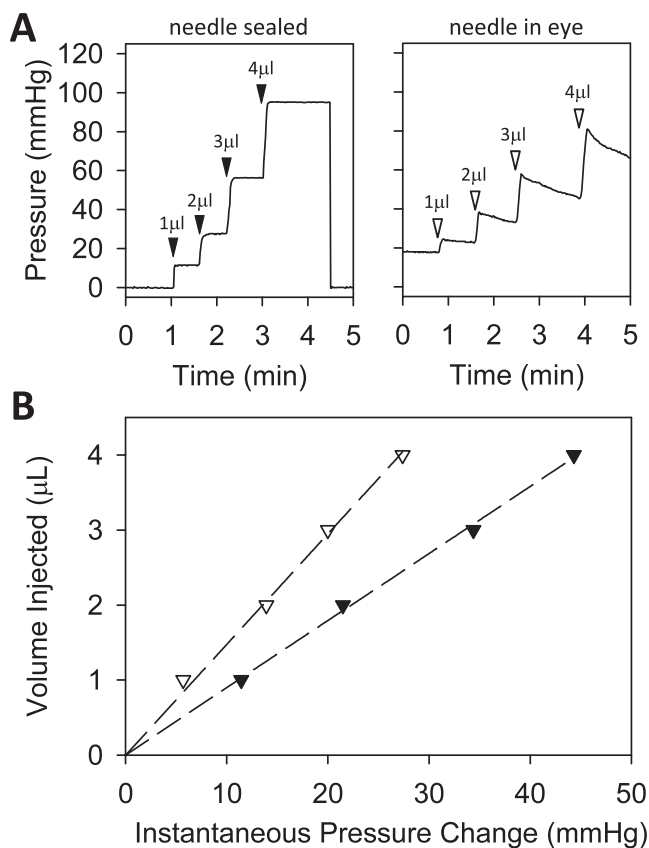 A
needle sealed
needle in eye
Pressure (mmHg)
120
100
80
60
40
20
0
1μl
2μl
3μl
4μl
1μl
2μl
3μl
4μl
0 1 2 3 4 5
0 1 2 3 4 5
Time (min)
Time (min)
B
Volume Injected (μL)
4
3
2
1
0
0 10 20 30 40 50
Instantaneous Pressure Change (mmHg)